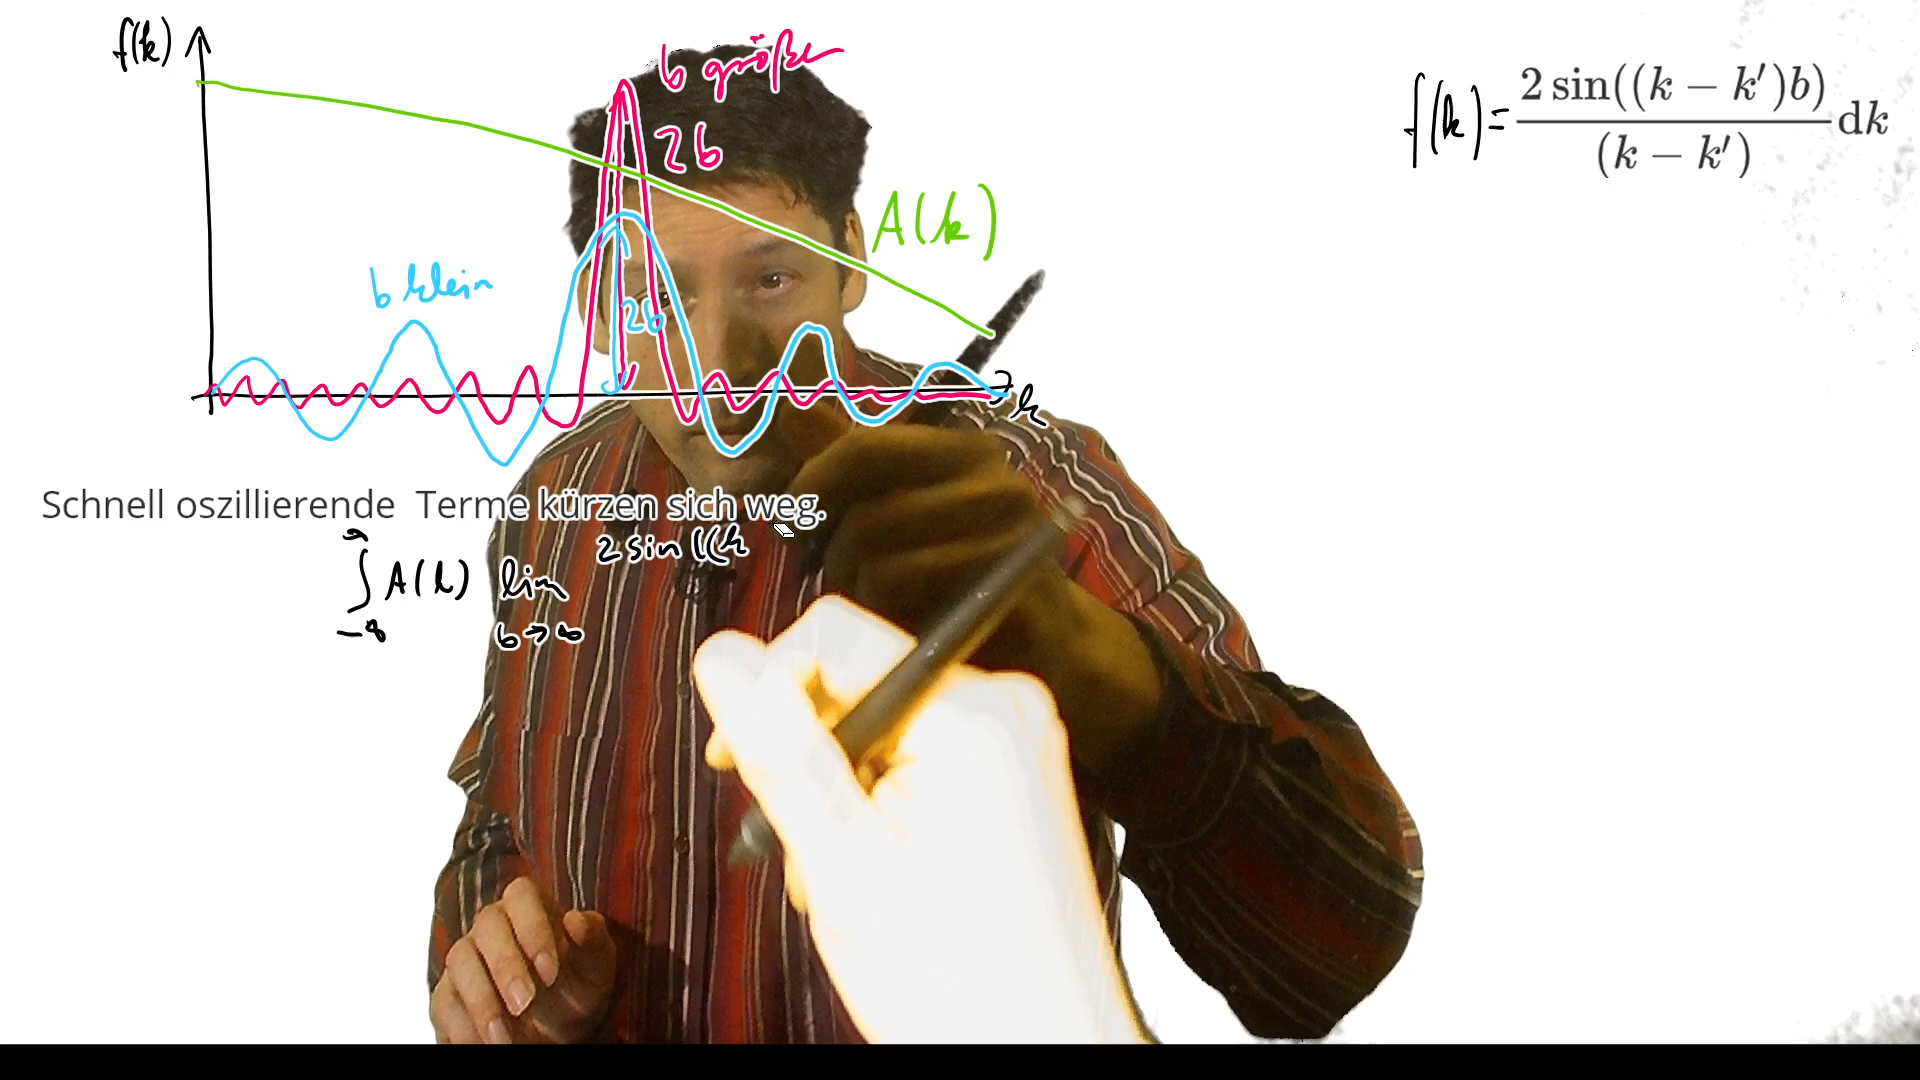 f(k)
b größer
2b
A(k)
b klein
2b
k
f(k) = 2 sin((k − k′)b) / (k − k′) dk
Schnell oszillierende Terme kürzen sich weg.
∫ −∞ ∞ A(k) lim b→∞ 2 sin((k